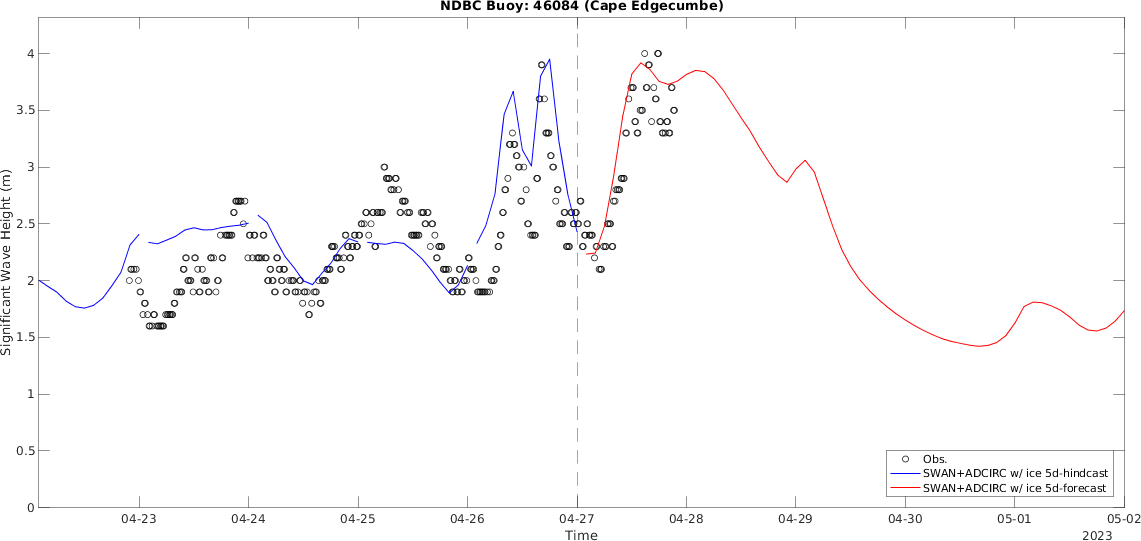 NDBC Buoy: 46084 (Cape Edgecumbe)
Significant Wave Height (m)
4
3.5
3
2.5
2
1.5
1
0.5
0
Obs.
SWAN+ADCIRC w/ ice 5d-hindcast
SWAN+ADCIRC w/ ice 5d-forecast
04-23 04-24 04-25 04-26 04-27 04-28 04-29 04-30 05-01 05-02
Time
2023